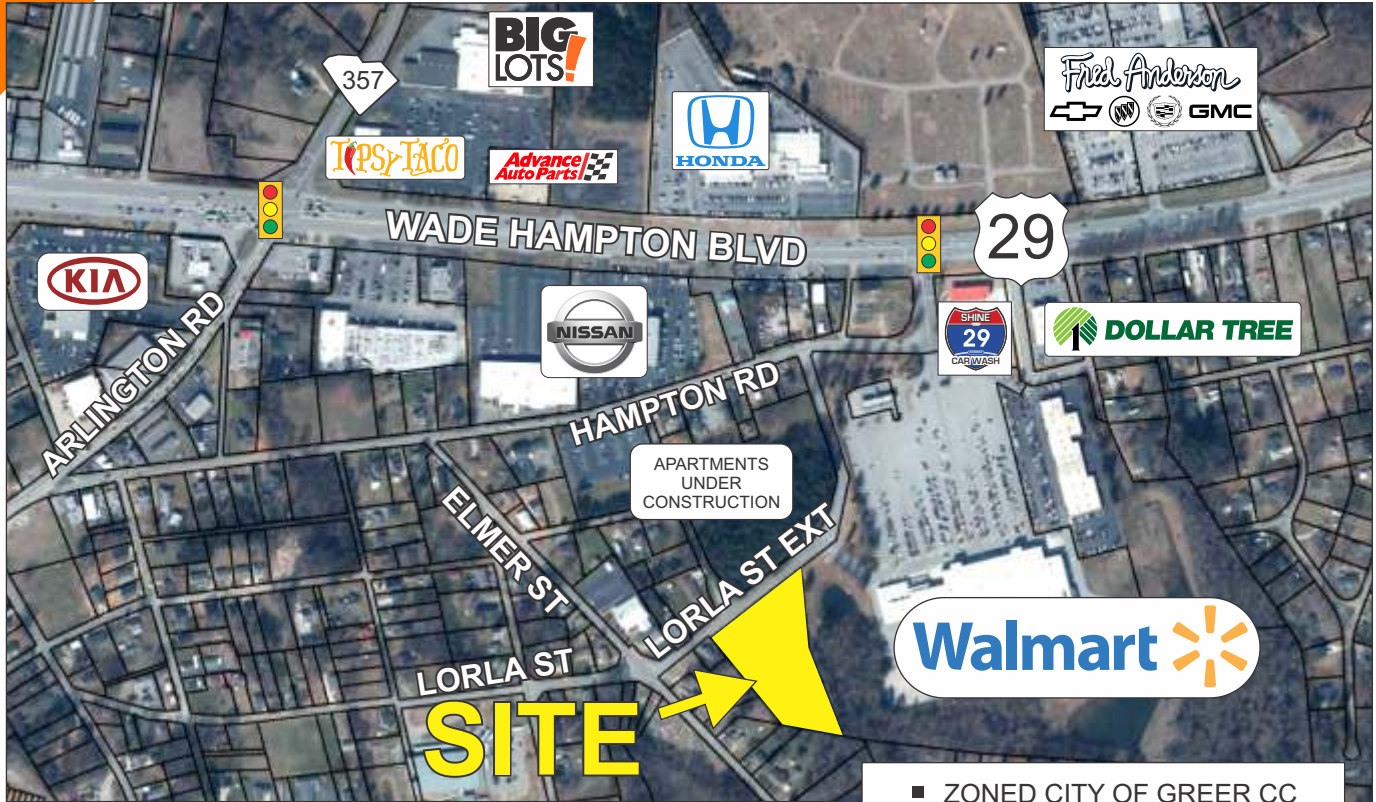 BIG
LOTS!
357
Fred Anderson
GMC
TIPSY TACO
Advance
Auto Parts
HONDA
WADE HAMPTON BLVD
29
KIA
NISSAN
SHINE
29
CAR WASH
DOLLAR TREE
ARLINGTON RD
HAMPTON RD
APARTMENTS
UNDER
CONSTRUCTION
ELMER ST
LORLA ST EXT
Walmart
LORLA ST
SITE
■ ZONED CITY OF GREER CC